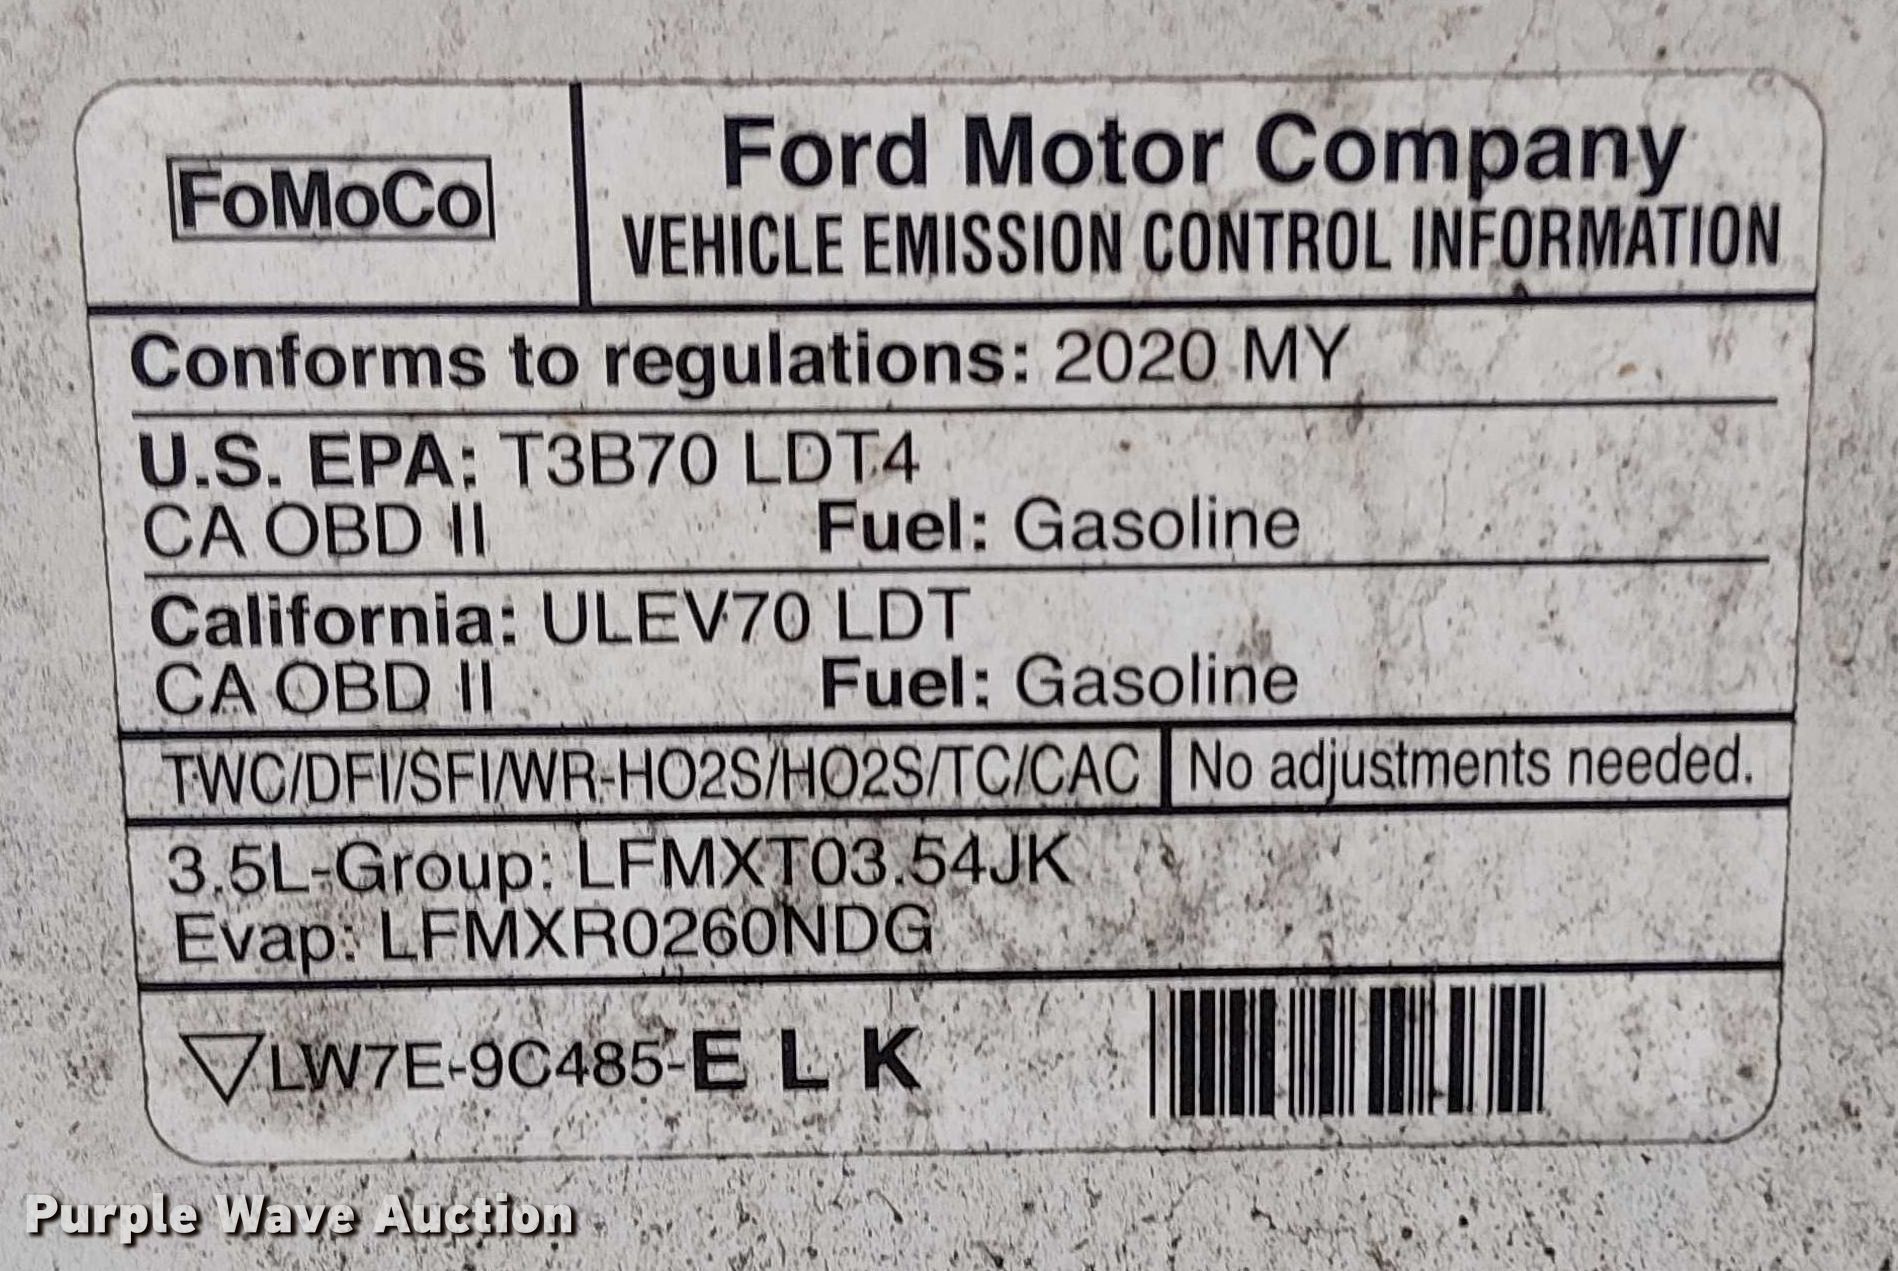 FoMoCo
Ford Motor Company
VEHICLE EMISSION CONTROL INFORMATION
Conforms to regulations: 2020 MY
U.S. EPA: T3B70 LDT4
CA OBD II Fuel: Gasoline
California: ULEV70 LDT
CA OBD II Fuel: Gasoline
TWC/DFI/SFI/WR-HO2S/HO2S/TC/CAC No adjustments needed.
3.5L-Group: LFMXT03.54JK
Evap: LFMXR0260NDG
LW7E-9C485-E L K
Purple Wave Auction